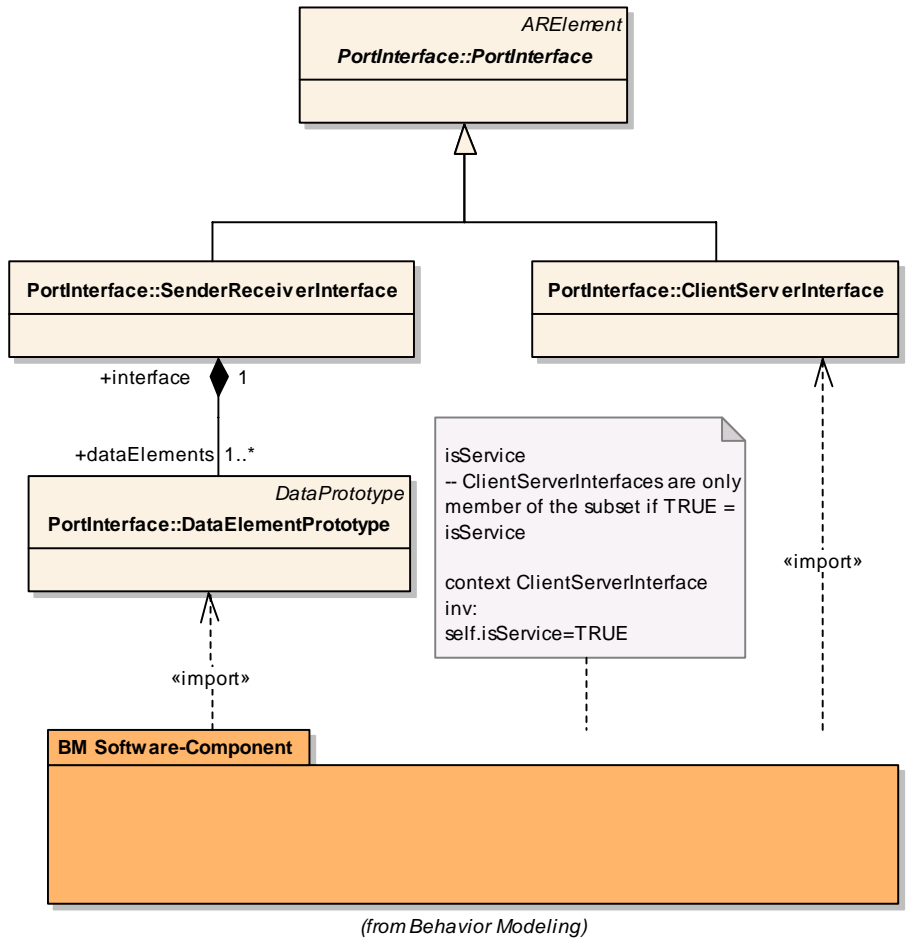 ARElement
PortInterface::PortInterface
PortInterface::SenderReceiverInterface
PortInterface::ClientServerInterface
+interface 1
+dataElements 1..*
DataPrototype
PortInterface::DataElementPrototype
isService
-- ClientServerInterfaces are only
member of the subset if TRUE =
isService
context ClientServerInterface
inv:
self.isService=TRUE
«import»
«import»
BM Software-Component
(from Behavior Modeling)